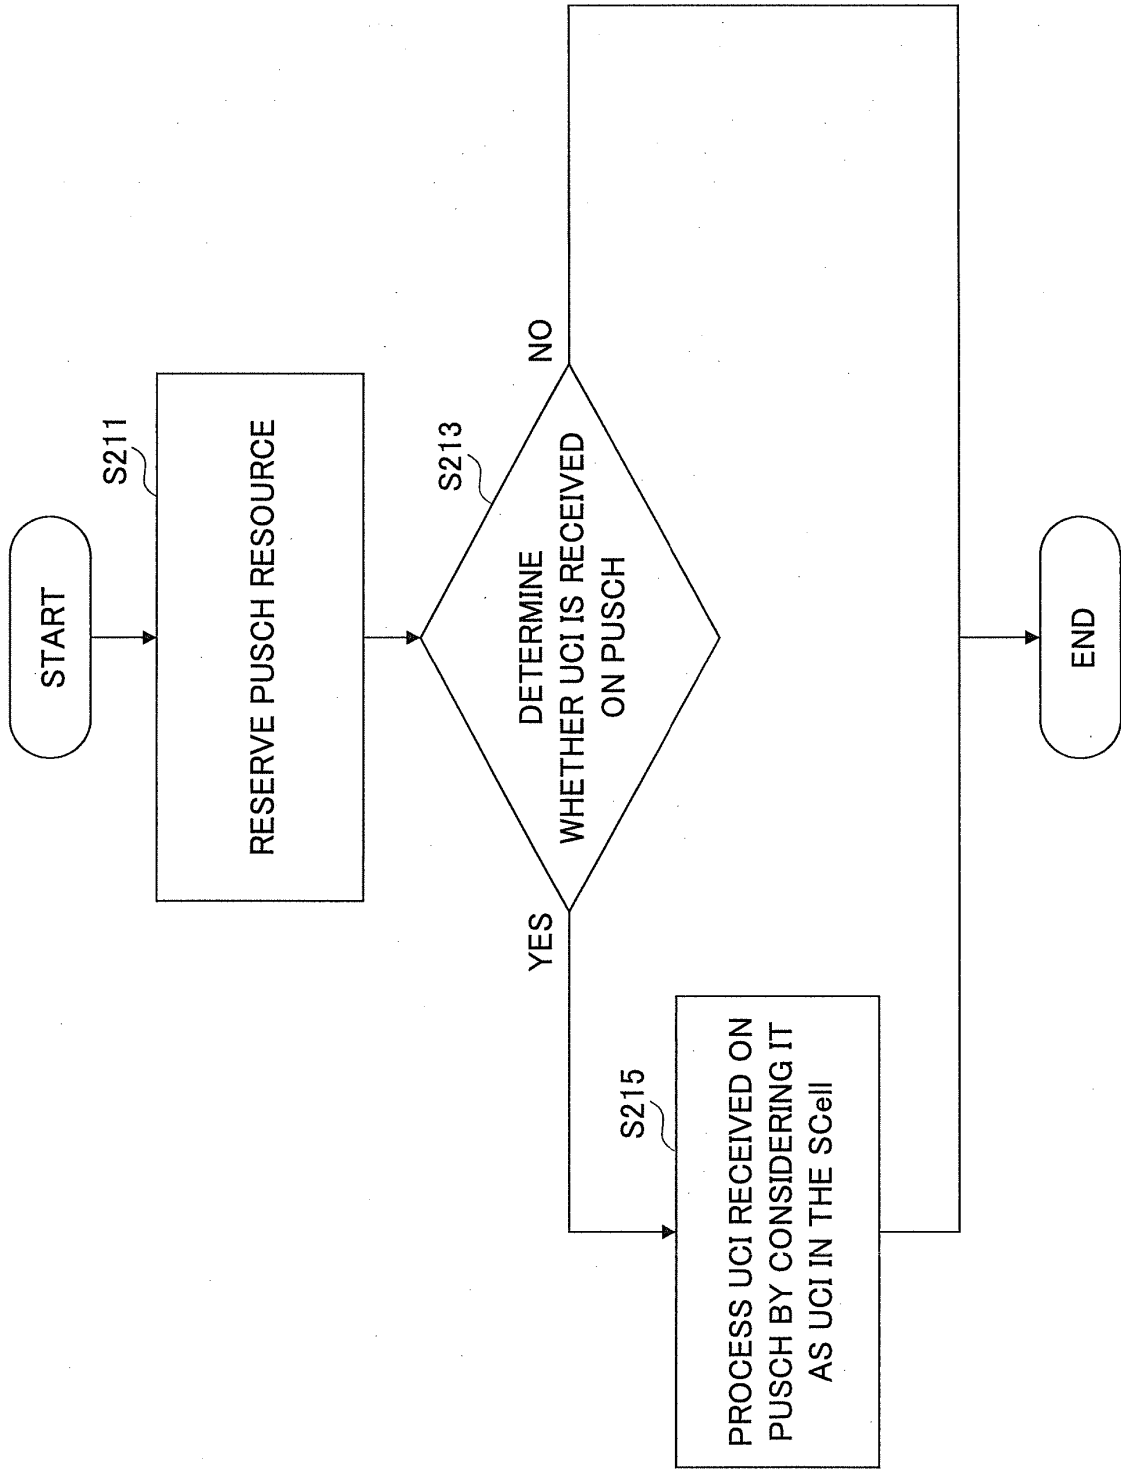 START
S211
RESERVE PUSCH RESOURCE
S213
DETERMINE
WHETHER UCI IS RECEIVED
ON PUSCH
YES
NO
S215
PROCESS UCI RECEIVED ON
PUSCH BY CONSIDERING IT
AS UCI IN THE SCell
END